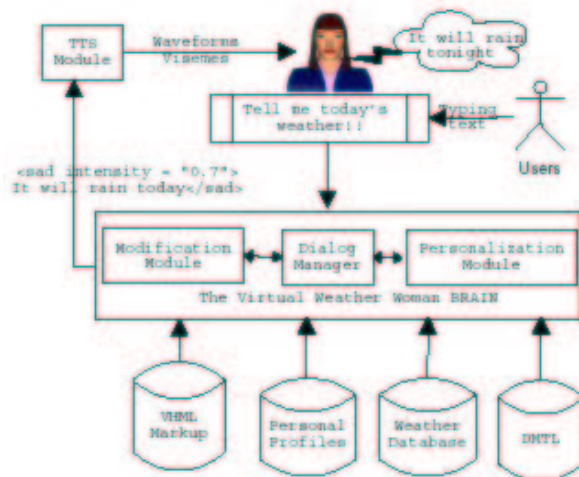 TTS
Module
Waveforms
Visemes
It will rain
tonight
Tell me today's
weather!!
Typing
text
Users
<sad intensity = "0.7">
It will rain today</sad>
Modification
Module
Dialog
Manager
Personalization
Module
The Virtual Weather Woman BRAIN
VHML
Markup
Personal
Profiles
Weather
Database
DMTL